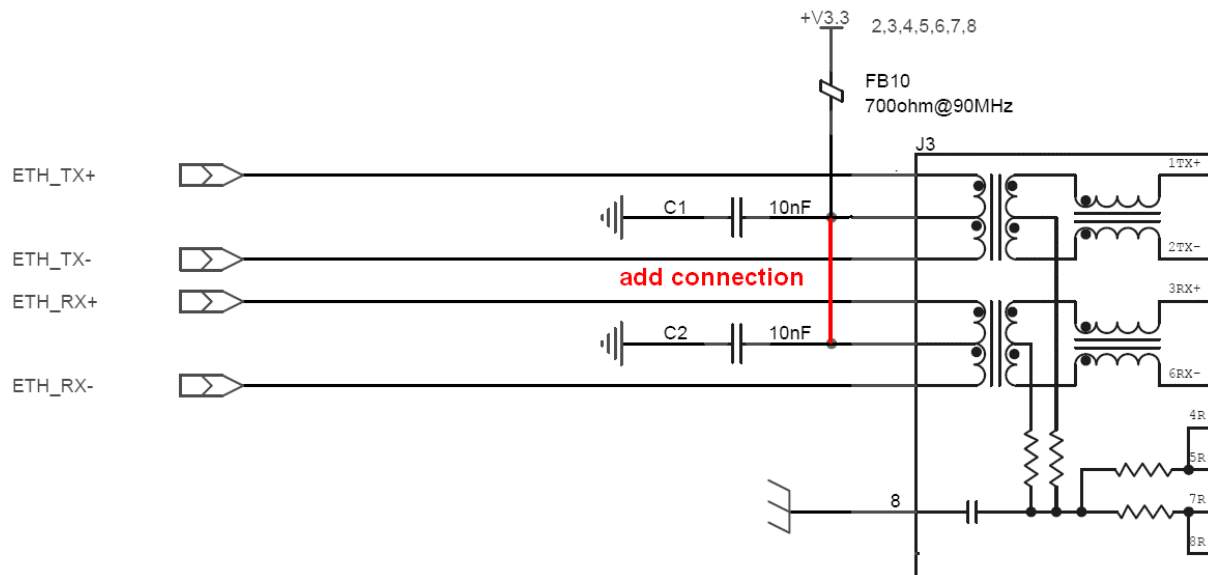 +V3.3 2,3,4,5,6,7,8
FB10
700ohm@90MHz
J3
1TX+
ETH_TX+
C1 10nF
2TX-
ETH_TX-
add connection
3RX+
ETH_RX+
C2 10nF
6RX-
ETH_RX-
4R
5R
8
7R
8R